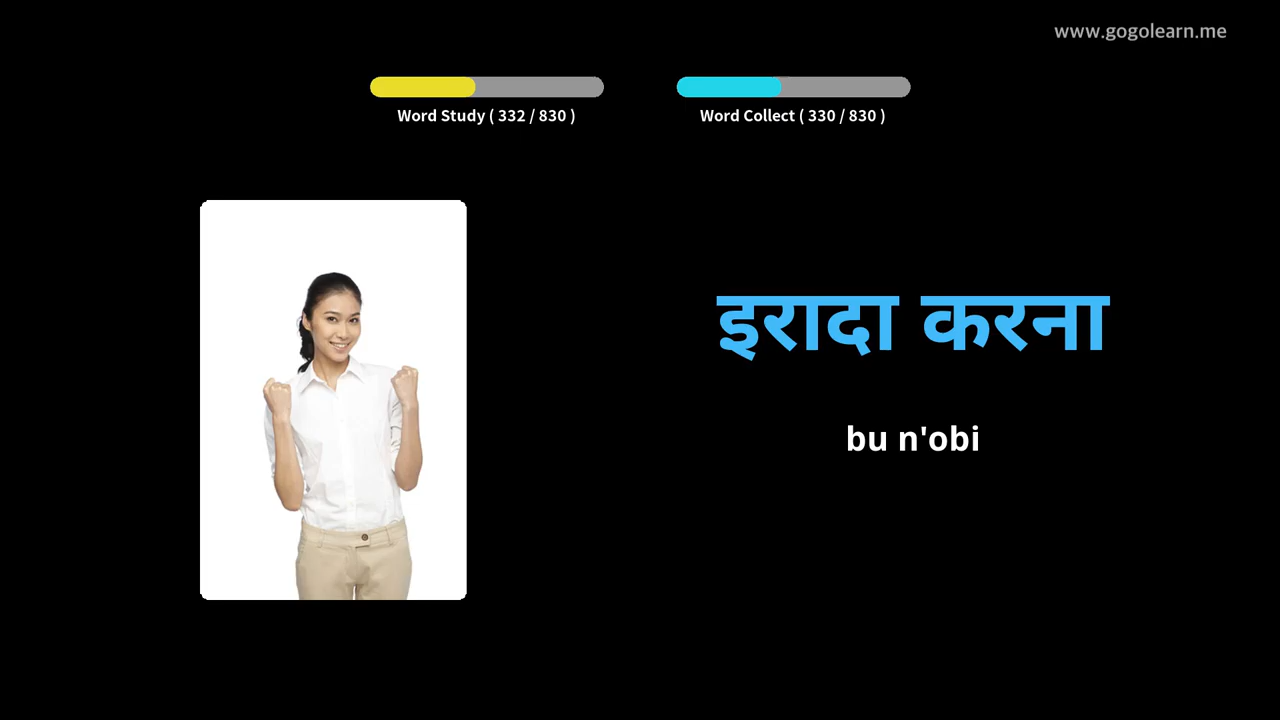 www.gogolearn.me
Word Study ( 332 / 830 )
Word Collect ( 330 / 830 )
इरादा करना
bu n'obi